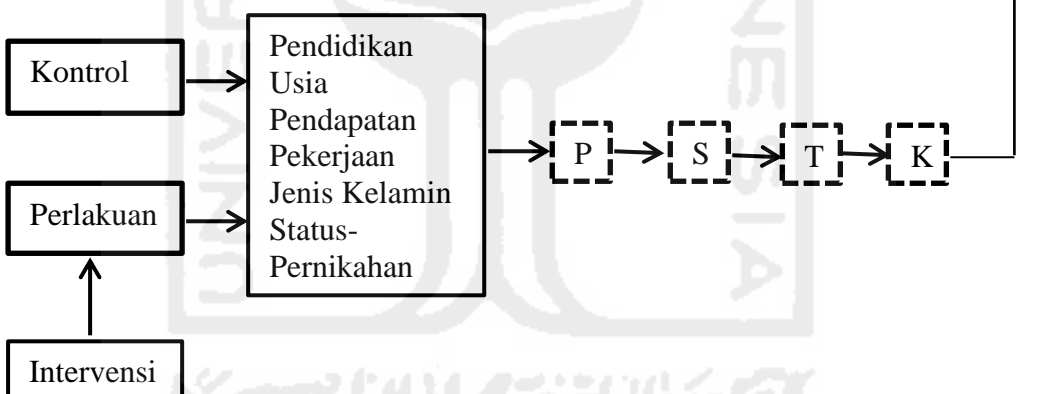 Kontrol
Pendidikan
Usia
Pendapatan
Pekerjaan
Jenis Kelamin
Status-
Pernikahan
Perlakuan
Intervensi
P
S
T
K